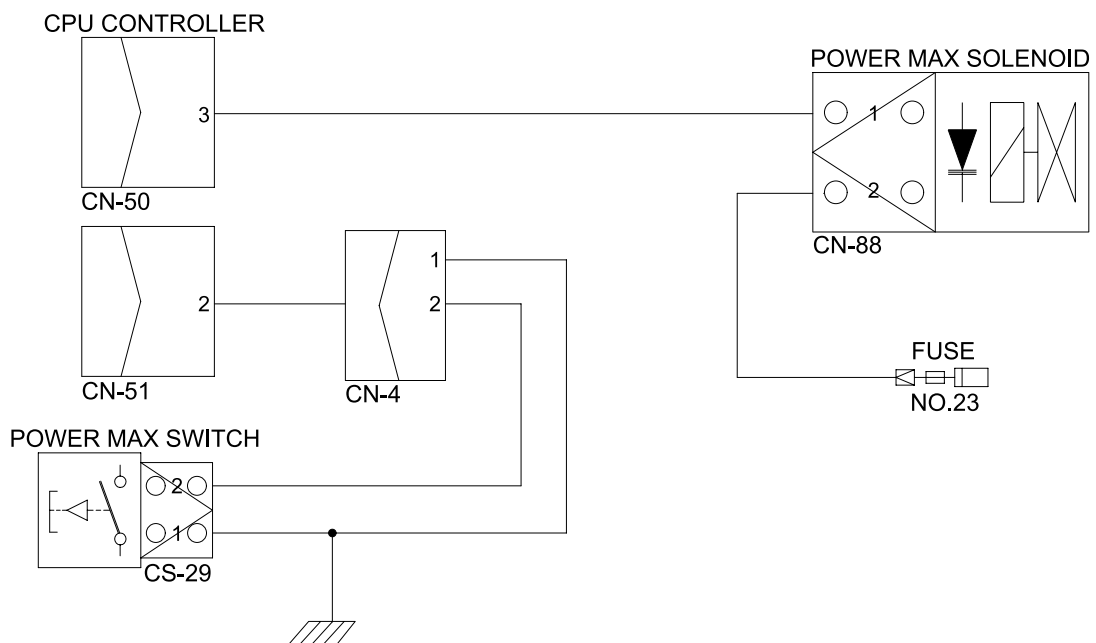 CPU CONTROLLER
3
CN-50
POWER MAX SOLENOID
1
2
CN-88
2
CN-51
1
2
CN-4
FUSE
NO.23
POWER MAX SWITCH
2
1
CS-29